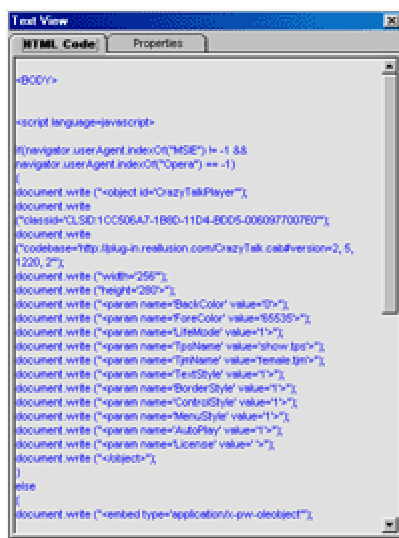 Text View
HTML Code
Properties
<BODY>
<script language=javascript>
if(navigator.userAgent.indexOf("MSIE") != -1 &&
navigator.userAgent.indexOf("Opera") == -1)
{
document.write ("<object id='CrazyTalkPlayer'");
document.write
("classid='CLSID:1CC506A7-1B8D-11D4-BDD5-0060977007E0'");
document.write
("codebase='http://plug-in.reallusion.com/CrazyTalk.cab#version=2, 5,
1220, 2'");
document.write ("width='256'");
document.write ("height='280'>");
document.write ("<param name='BackColor' value='0'>");
document.write ("<param name='ForeColor' value='65535'>");
document.write ("<param name='LifeMode' value='1'>");
document.write ("<param name='TpsName' value='show.tps'>");
document.write ("<param name='TjmName' value='female.tjm'>");
document.write ("<param name='TextStyle' value='1'>");
document.write ("<param name='BorderStyle' value='1'>");
document.write ("<param name='ControlStyle' value='1'>");
document.write ("<param name='MenuStyle' value='1'>");
document.write ("<param name='AutoPlay' value='1'>");
document.write ("<param name='License' value=' '>");
document.write ("</object>");
}
else
{
document.write ("<embed type='application/x-pw-oleobject'");